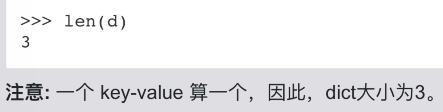 >>> len(d)
3
注意: 一个 key-value 算一个，因此，dict大小为3。